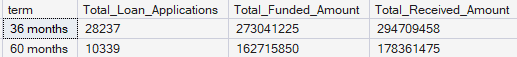 term Total_Loan_Applications Total_Funded_Amount Total_Received_Amount
36 months 28237 273041225 294709458
60 months 10339 162715850 178361475